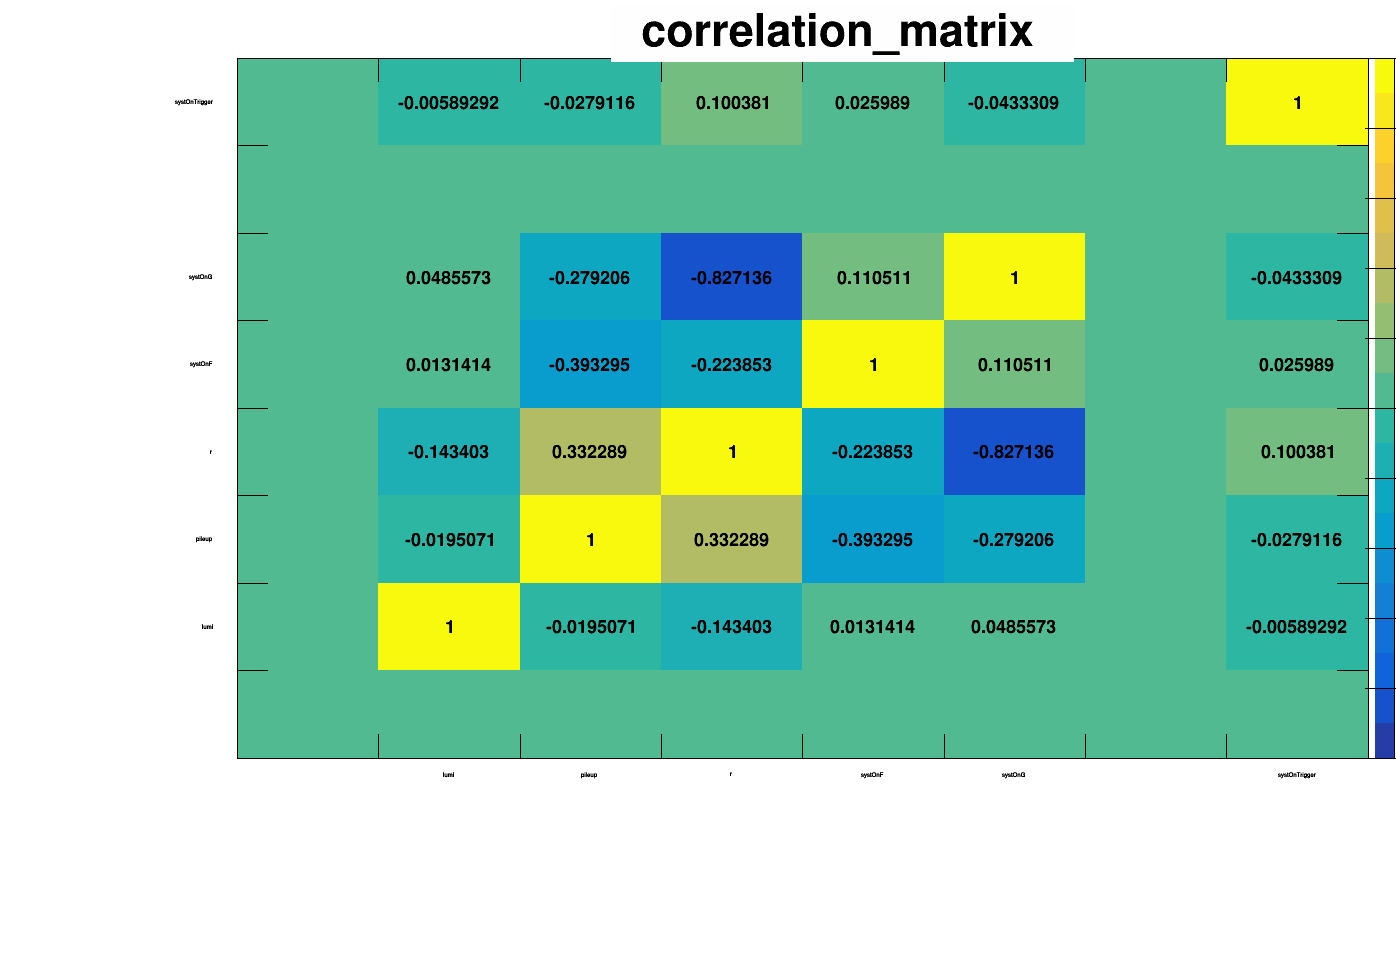 correlation_matrix
systOnTrigger -0.00589292 -0.0279116 0.100381 0.025989 -0.0433309 1
systOnG 0.0485573 -0.279206 -0.827136 0.110511 1 -0.0433309
systOnF 0.0131414 -0.393295 -0.223853 1 0.110511 0.025989
r -0.143403 0.332289 1 -0.223853 -0.827136 0.100381
pileup -0.0195071 1 0.332289 -0.393295 -0.279206 -0.0279116
lumi 1 -0.0195071 -0.143403 0.0131414 0.0485573 -0.00589292
lumi pileup r systOnF systOnG systOnTrigger